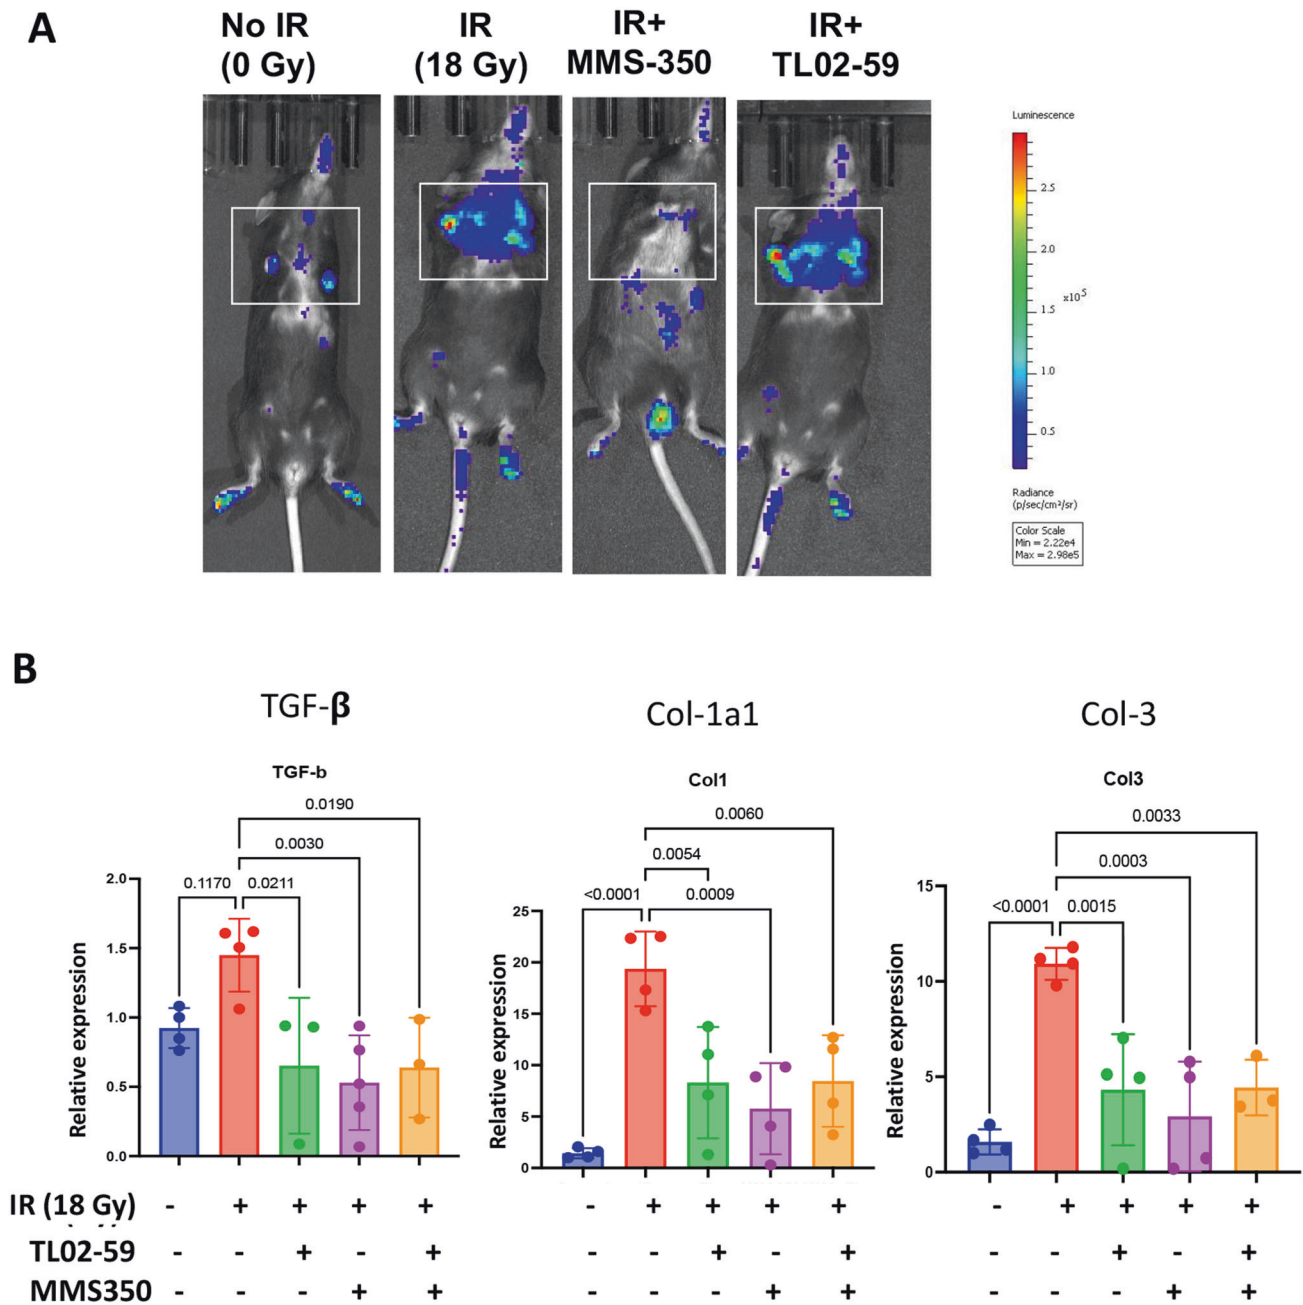 A
No IR
(0 Gy)
IR
(18 Gy)
IR+
MMS-350
IR+
TL02-59
Luminescence
2.5
2.0
1.5
x10⁵
1.0
0.5
Radiance
(p/sec/cm²/sr)
Color Scale
Min = 2.22e4
Max = 2.98e5
B
TGF-β
TGF-b
0.0190
0.0030
0.1170
0.0211
Relative expression
2.0
1.5
1.0
0.5
0.0
Col-1a1
Col1
0.0060
0.0054
<0.0001
0.0009
Relative expression
25
20
15
10
5
0
Col-3
Col3
0.0033
0.0003
<0.0001
0.0015
Relative expression
15
10
5
0
IR (18 Gy) - + + + + - + + + + - + + + +
TL02-59 - - + - + - - + - + - - + - +
MMS350 - - - + + - - - + + - - - + +